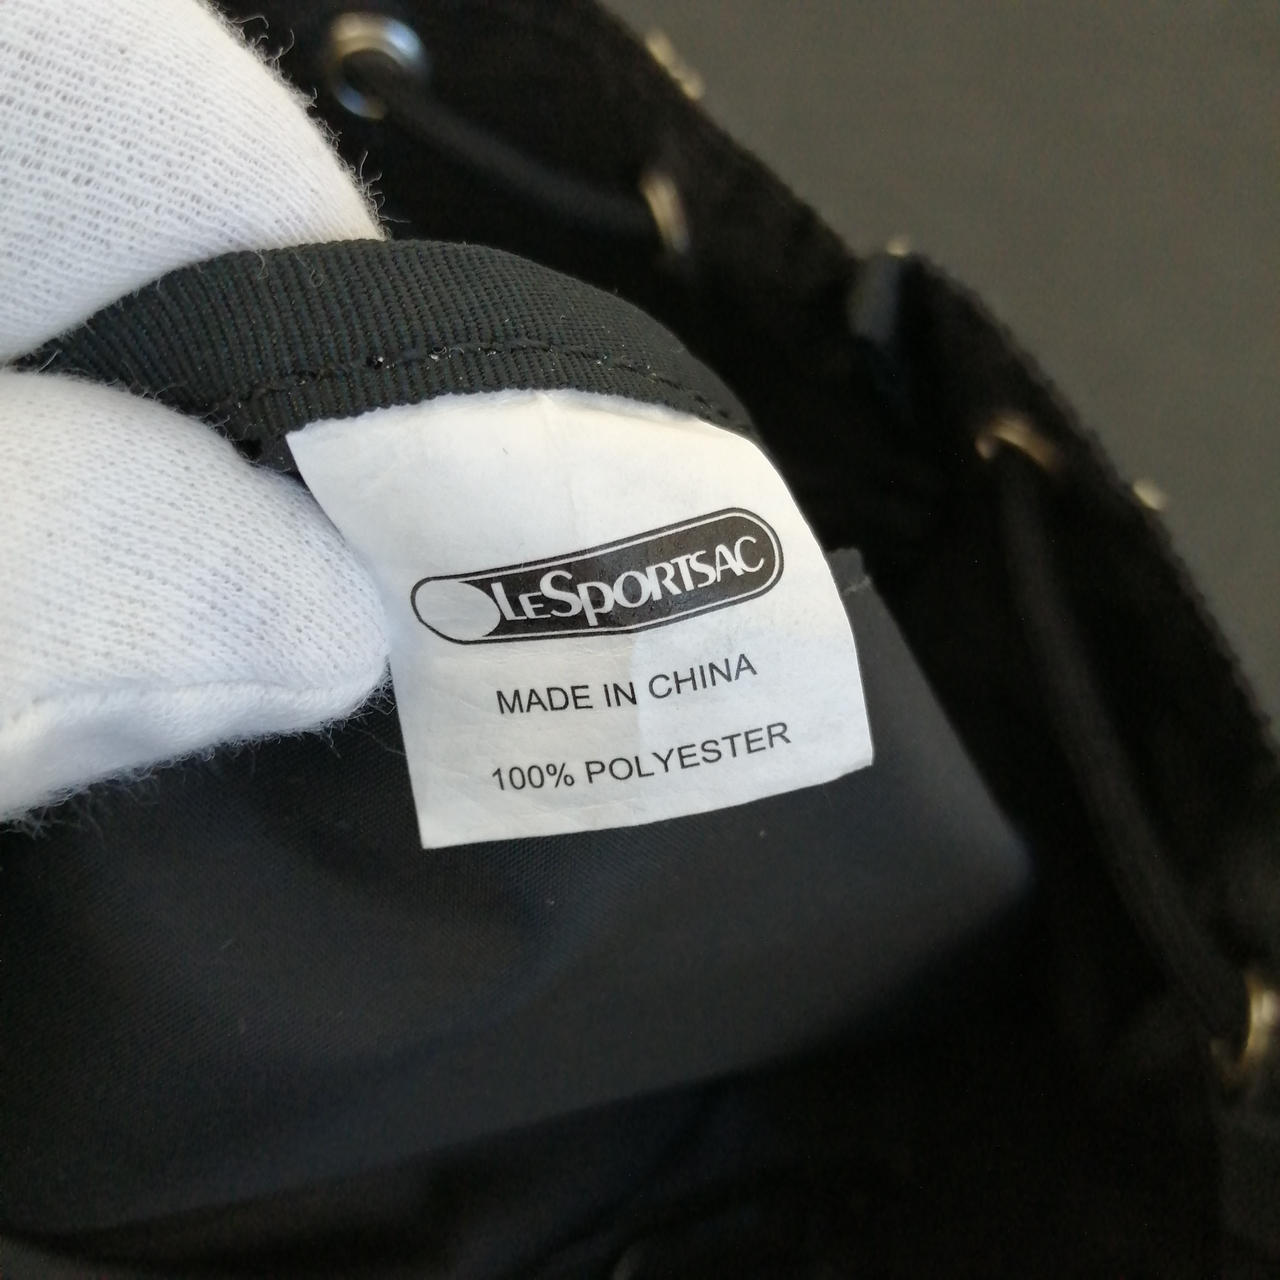 LESPORTSAC
MADE IN CHINA
100% POLYESTER